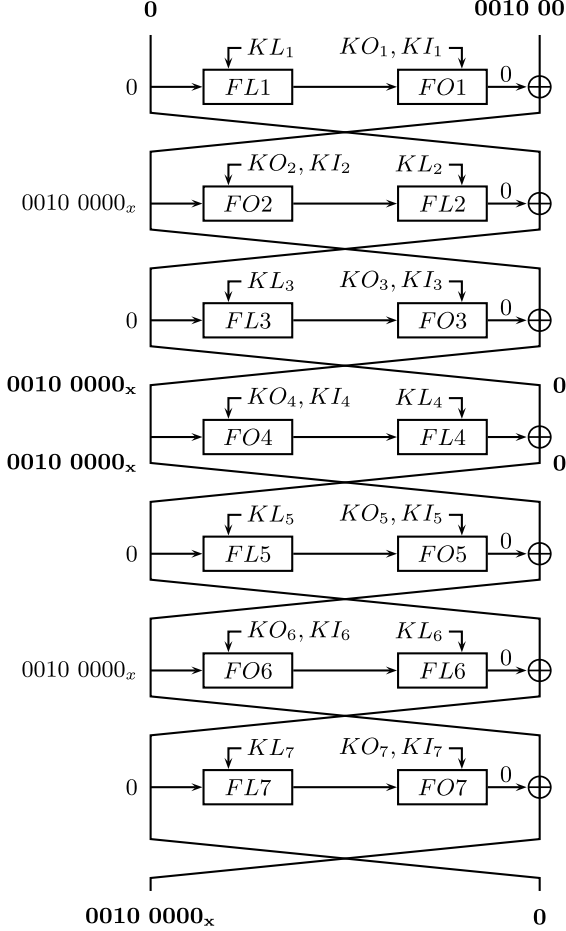 0 0010 00
KL₁ KO₁, KI₁
0 FL1 FO1 0
KO₂, KI₂ KL₂
0010 0000ₓ FO2 FL2 0
KL₃ KO₃, KI₃
0 FL3 FO3 0
0010 0000ₓ 0
KO₄, KI₄ KL₄
FO4 FL4
0010 0000ₓ 0
KL₅ KO₅, KI₅
0 FL5 FO5 0
KO₆, KI₆ KL₆
0010 0000ₓ FO6 FL6 0
KL₇ KO₇, KI₇
0 FL7 FO7 0
0010 0000ₓ 0